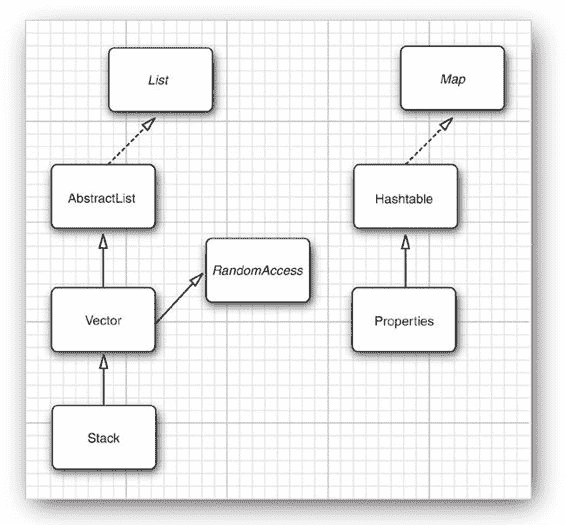 List
Map
AbstractList
Hashtable
RandomAccess
Vector
Properties
Stack